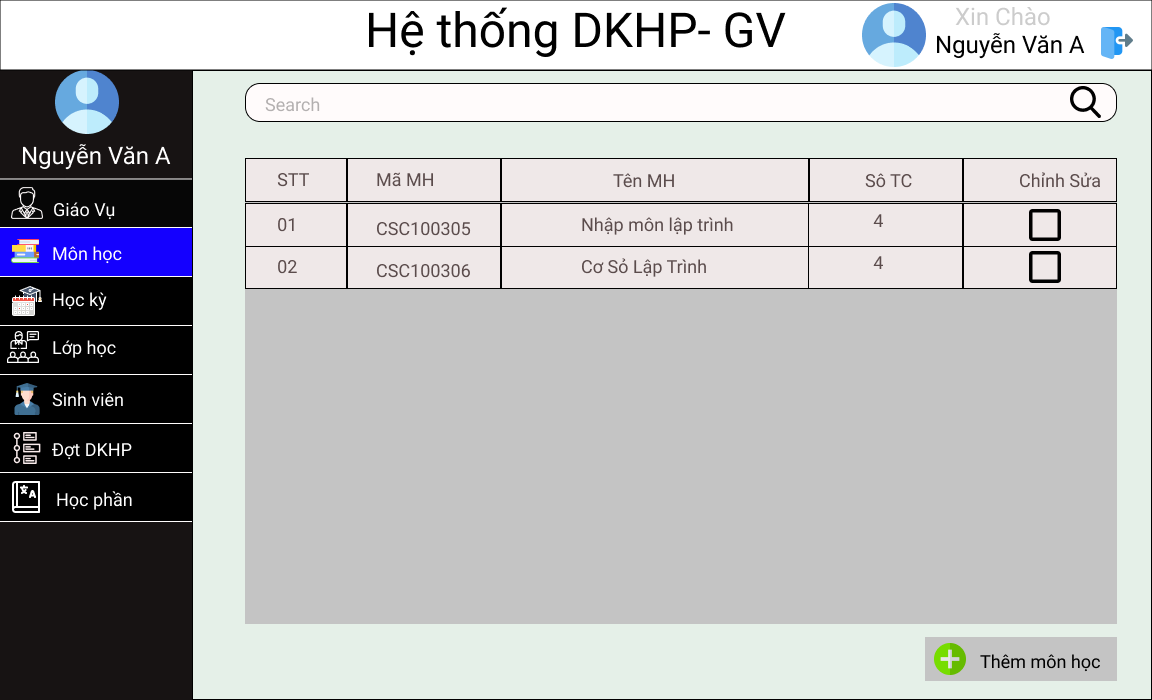 Hệ thống DKHP- GV
Xin Chào
Nguyễn Văn A
Nguyễn Văn A
Giáo Vụ
Môn học
Học kỳ
Lớp học
Sinh viên
Đợt DKHP
Học phần
Search
STT Mã MH Tên MH Sô TC Chỉnh Sửa
01 CSC100305 Nhập môn lập trình 4
02 CSC100306 Cơ Sỏ Lập Trình 4
Thêm môn học